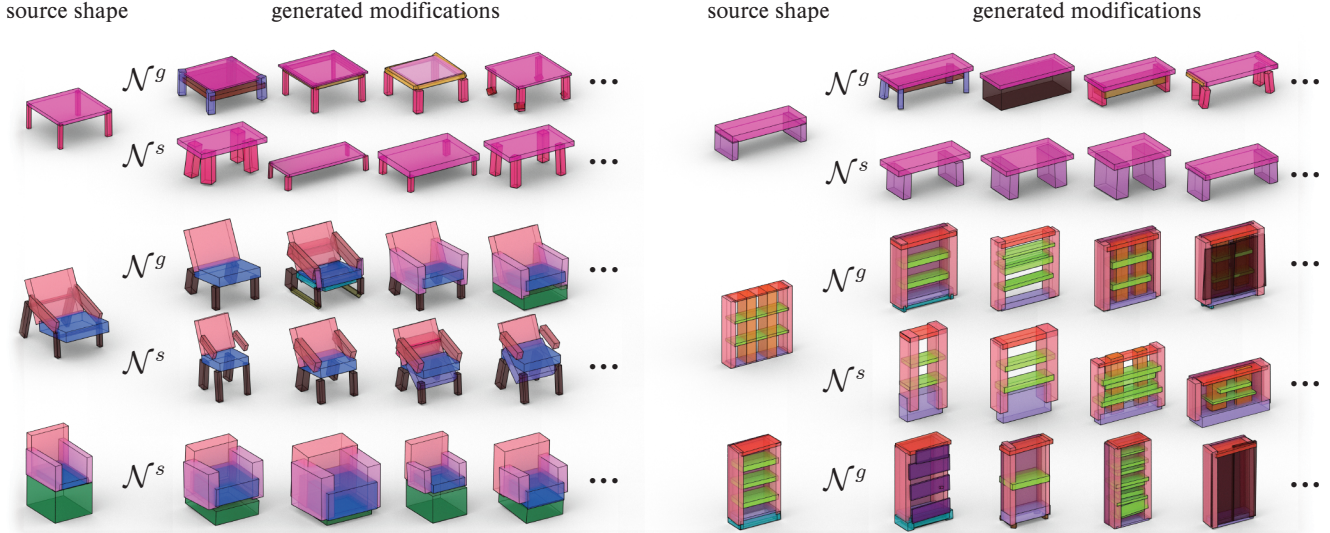 source shape generated modifications source shape generated modifications
𝒩^g ••• 𝒩^g •••
𝒩^s ••• 𝒩^s •••
𝒩^g ••• 𝒩^g •••
𝒩^s ••• 𝒩^s •••
𝒩^s ••• 𝒩^g •••